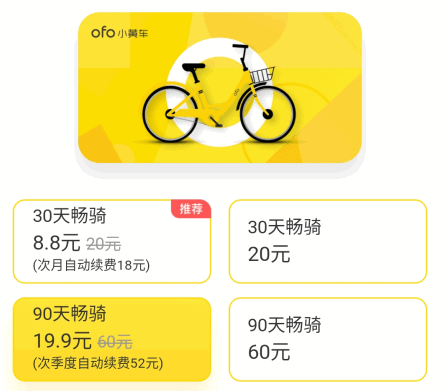 ofo 小黄车
推荐
30天畅骑
8.8元 20元
(次月自动续费18元)
30天畅骑
20元
90天畅骑
19.9元 60元
(次季度自动续费52元)
90天畅骑
60元